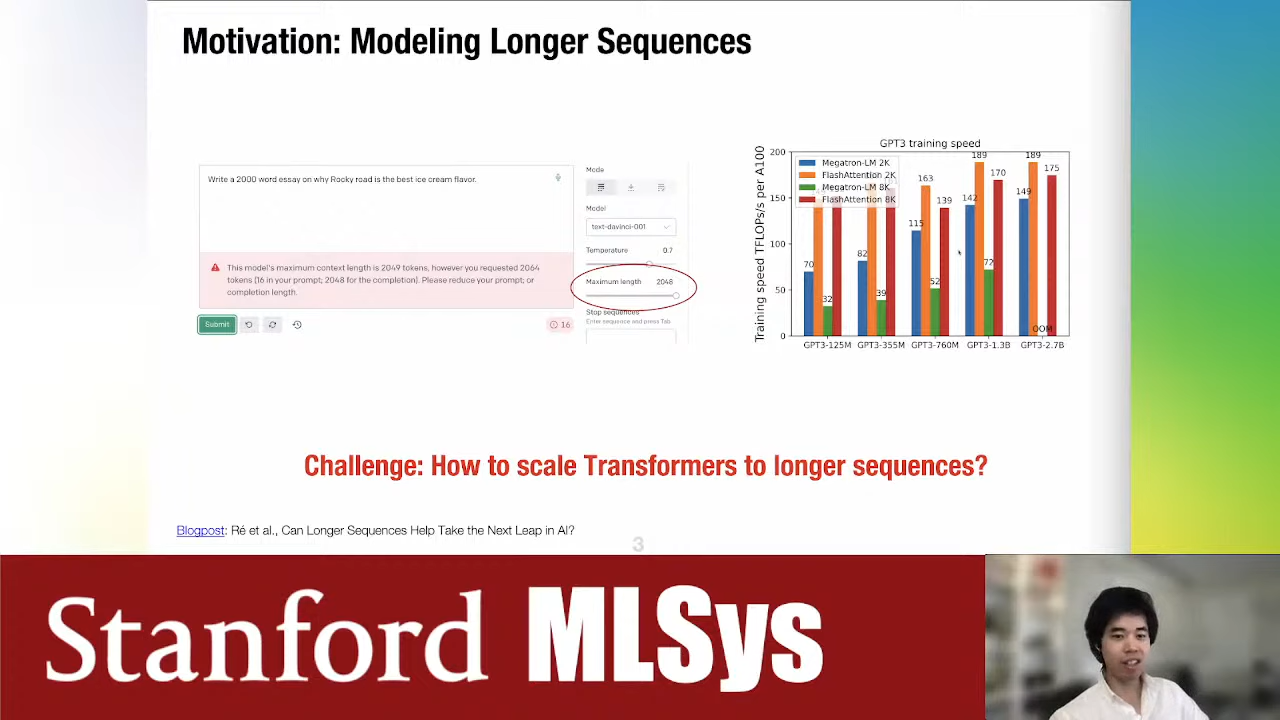 Motivation: Modeling Longer Sequences
Write a 2000 word essay on why Rocky road is the best ice cream flavor.
This model's maximum context length is 2049 tokens, however you requested 2064
tokens (16 in your prompt; 2048 for the completion). Please reduce your prompt; or
completion length.
Submit
16
Mode
Model
text-davinci-001
Temperature 0.7
Maximum length 2048
Stop sequences
Enter sequence and press Tab
GPT3 training speed
Training speed TFLOPs/s per A100
200
150
100
50
0
Megatron-LM 2K
FlashAttention 2K
Megatron-LM 8K
FlashAttention 8K
70
32
82
39
115
163
52
139
142
189
72
170
149
189
OOM
175
GPT3-125M
GPT3-355M
GPT3-760M
GPT3-1.3B
GPT3-2.7B
Challenge: How to scale Transformers to longer sequences?
Blogpost: Ré et al., Can Longer Sequences Help Take the Next Leap in AI?
3
Stanford MLSys